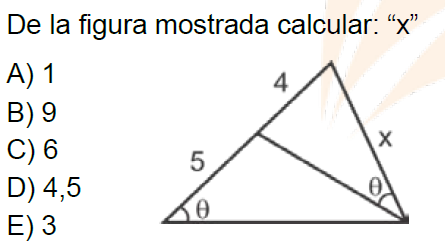 De la figura mostrada calcular: “x”
A) 1
B) 9
C) 6
D) 4,5
E) 3
4
5
x
θ
θ